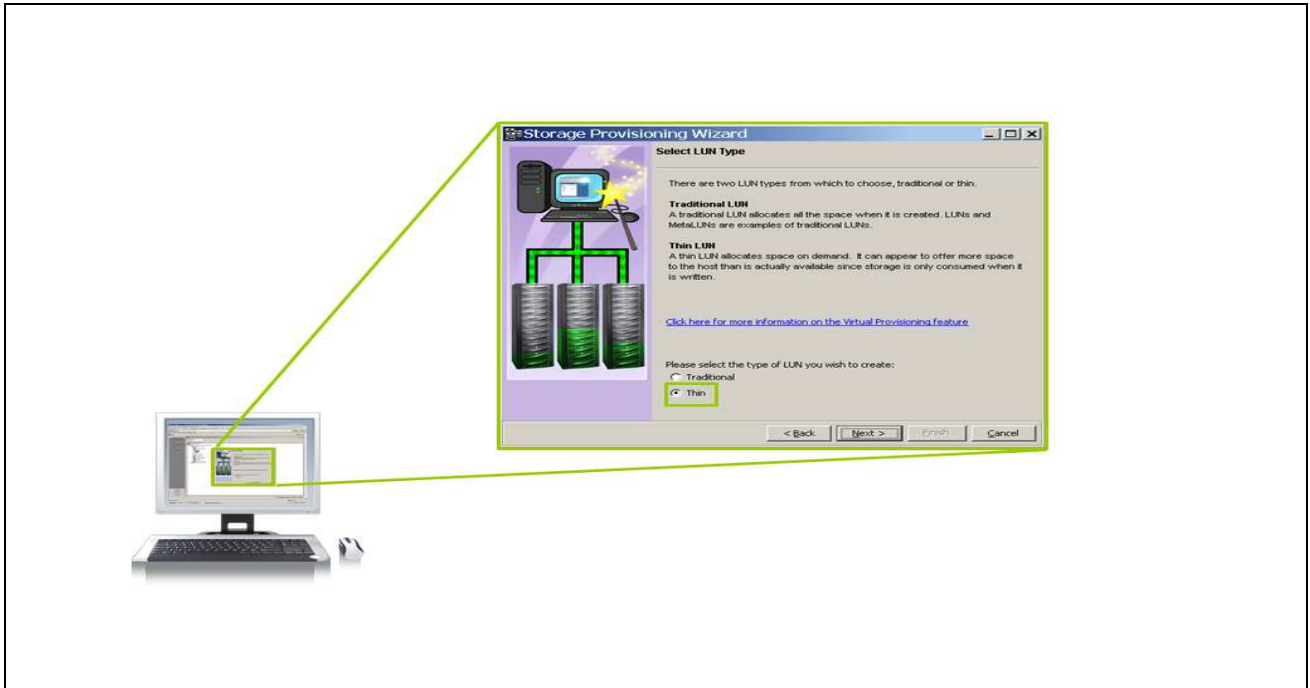 Storage Provisioning Wizard
Select LUN Type
There are two LUN types from which to choose, traditional or thin.
Traditional LUN
A traditional LUN allocates all the space when it is created. LUNs and
MetaLUNs are examples of traditional LUNs.
Thin LUN
A thin LUN allocates space on demand. It can appear to offer more space
to the host than is actually available since storage is only consumed when it
is written.
Click here for more information on the Virtual Provisioning feature
Please select the type of LUN you wish to create:
Traditional
Thin
< Back Next > Finish Cancel